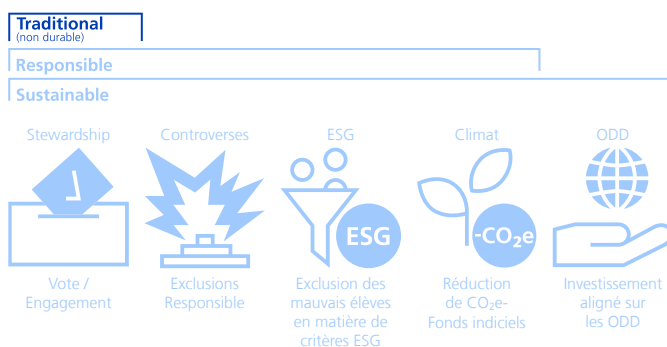 Traditional
(non durable)
Responsible
Sustainable
Stewardship
Controverses
ESG
Climat
ODD
ESG
-CO₂e
Vote /
Engagement
Exclusions
Responsible
Exclusion des
mauvais élèves
en matière de
critères ESG
Réduction
de CO₂e-
Fonds indiciels
Investissement
aligné sur
les ODD